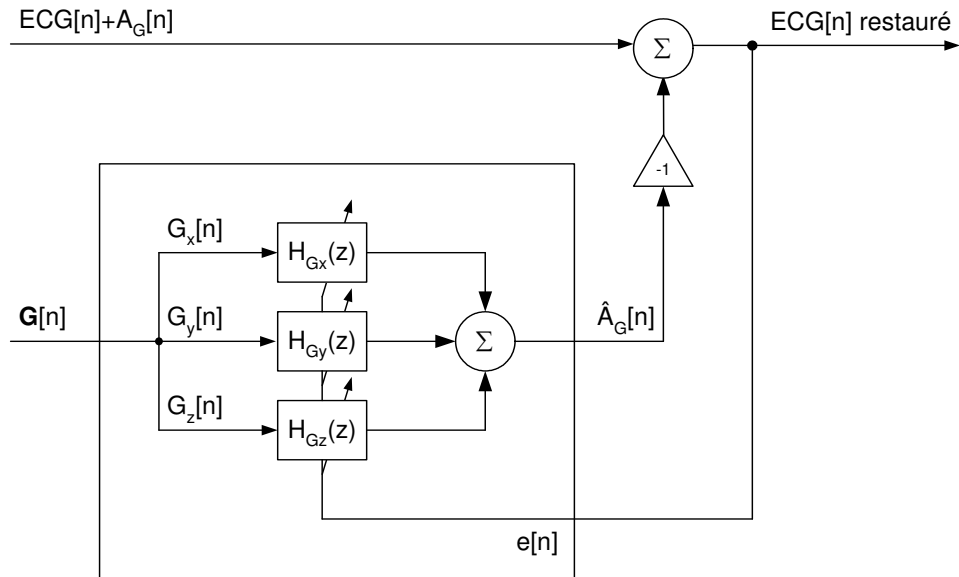 ECG[n]+A_G[n]
ECG[n] restauré
Σ
-1
G_x[n]
H_Gx(z)
G[n]
G_y[n]
H_Gy(z)
Σ
Â_G[n]
G_z[n]
H_Gz(z)
e[n]